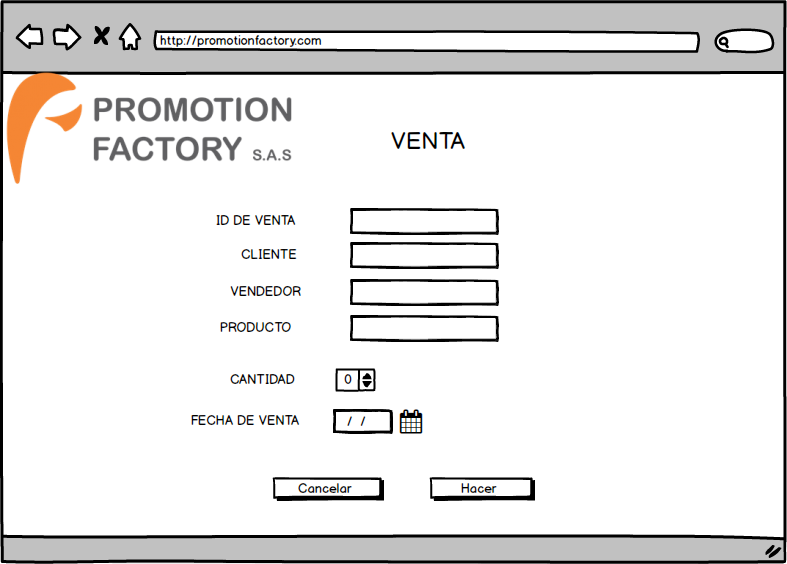 http://promotionfactory.com
PROMOTION
FACTORY S.A.S
VENTA
ID DE VENTA
CLIENTE
VENDEDOR
PRODUCTO
CANTIDAD 0
FECHA DE VENTA / /
Cancelar Hacer